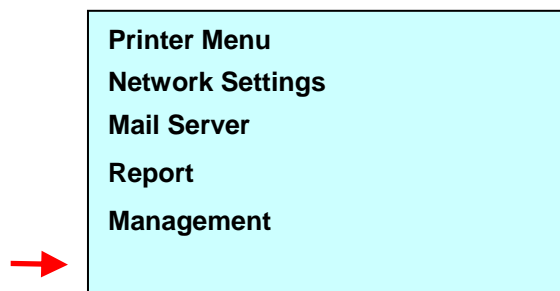 Printer Menu
Network Settings
Mail Server
Report
Management